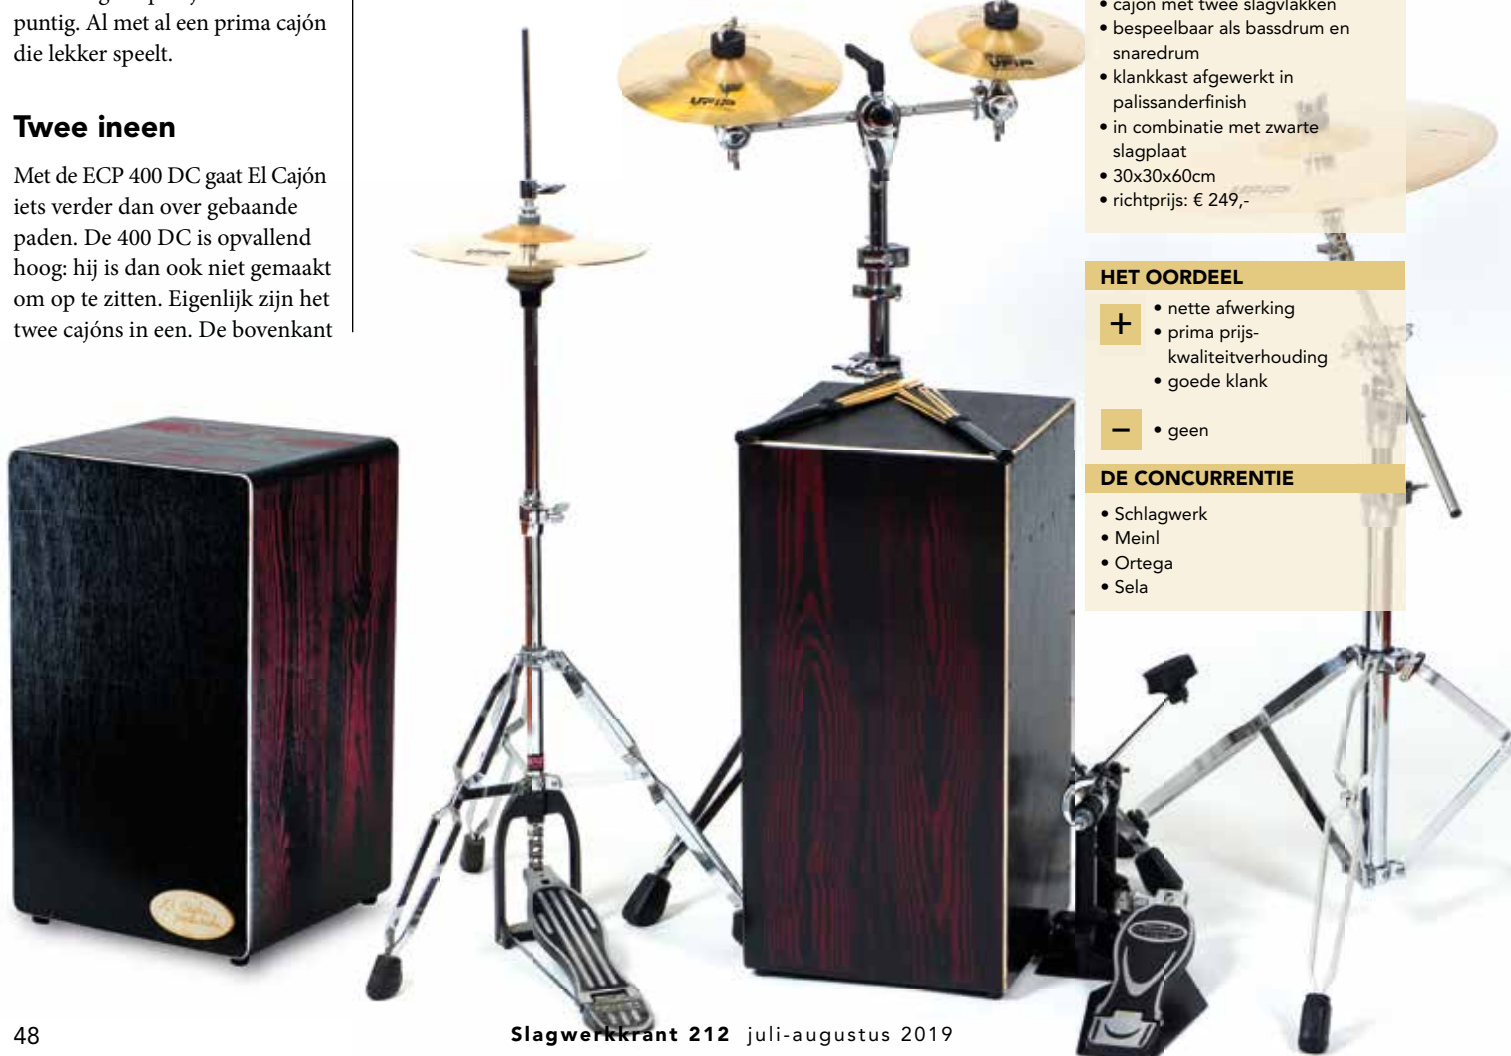 puntig. Al met al een prima cajón
die lekker speelt.
Twee ineen
Met de ECP 400 DC gaat El Cajón
iets verder dan over gebaande
paden. De 400 DC is opvallend
hoog: hij is dan ook niet gemaakt
om op te zitten. Eigenlijk zijn het
twee cajóns in een. De bovenkant
• cajón met twee slagvlakken
• bespeelbaar als bassdrum en
snaredrum
• klankkast afgewerkt in
palissanderfinish
• in combinatie met zwarte
slagplaat
• 30x30x60cm
• richtprijs: € 249,-
HET OORDEEL
+
• nette afwerking
• prima prijs-
kwaliteitverhouding
• goede klank
–
• geen
DE CONCURRENTIE
• Schlagwerk
• Meinl
• Ortega
• Sela
UFIP
UFIP
48
Slagwerkkrant 212 juli-augustus 2019